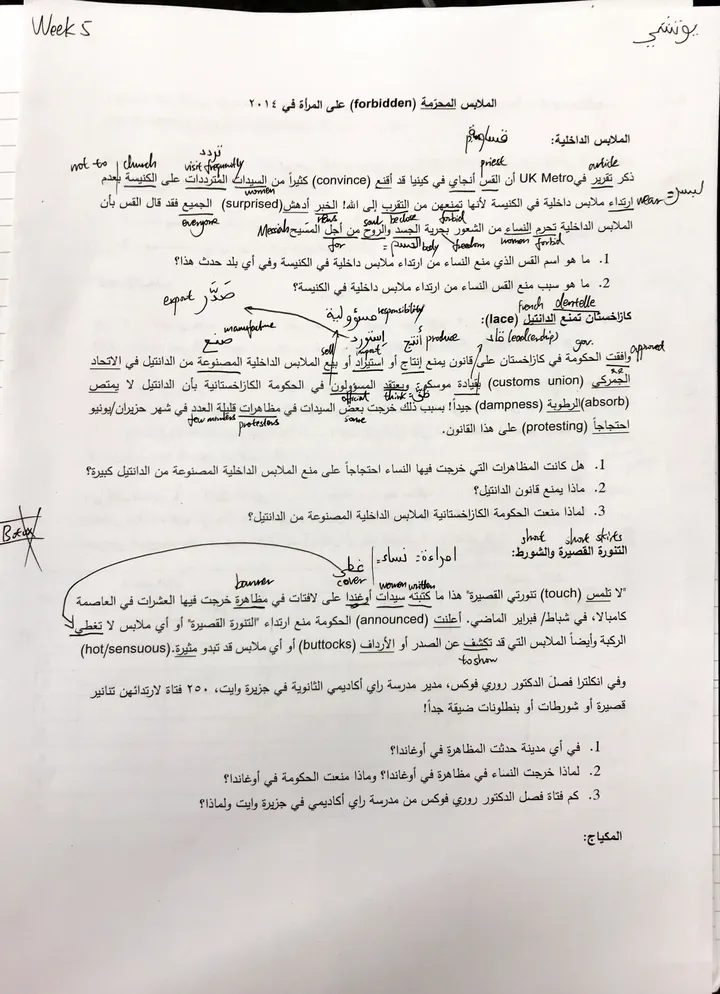 Week 5
يوتشي
الملابس المحرّمة (forbidden) على المرأة في ٢٠١٤
الملابس الداخلية:
قساوسة
تردد
not to church visit frequently priest article
ذكر تقرير في UK Metro أن القس أنجاي في كينيا قد أقنع (convince) كثيراً من السيدات المترددات على الكنيسة بعدم
women
ارتداء ملابس داخلية في الكنيسة لأنها تمنعهن من التقرب إلى الله! الخبر أدهش (surprised) الجميع فقد قال القس بأن
wear = لبس
everyone news soul be close forbid
الملابس الداخلية تحرم النساء من الشعور بحرية الجسد والروح من أجل المسيح
Messiah
for الجسم = body freedom women forbid
1. ما هو اسم القس الذي منع النساء من ارتداء ملابس داخلية في الكنيسة وفي أي بلد حدث هذا؟
2. ما هو سبب منع القس النساء من ارتداء ملابس داخلية في الكنيسة؟
export صَدَّر
مسؤولية responsibility
french dentelle
كازاخستان تمنع الدانتيل (lace):
manufacture صنع
استورد أنتج produce قاد (leadership) gov. approved
sell import
وافقت الحكومة في كازاخستان على قانون يمنع إنتاج أو استيراد أو بيع الملابس الداخلية المصنوعة من الدانتيل في الاتحاد
الجمركي (customs union) بقيادة موسكو. ويعتقد المسؤولون في الحكومة الكازاخستانية بأن الدانتيل لا يمتص
official think
(absorb) الرطوبة (dampness) جيداً! بسبب ذلك خرجت بعض السيدات في مظاهرات قليلة العدد في شهر حزيران/يونيو
few numbers protestors some
احتجاجاً (protesting) على هذا القانون.
1. هل كانت المظاهرات التي خرجت فيها النساء احتجاجاً على منع الملابس الداخلية المصنوعة من الدانتيل كبيرة؟
2. ماذا يمنع قانون الدانتيل؟
3. لماذا منعت الحكومة الكازاخستانية الملابس الداخلية المصنوعة من الدانتيل؟
Botox
short short skirts
التنورة القصيرة والشورط:
امراءة: نساء
غطى
cover
banner women written
"لا تلمس (touch) تنورتي القصيرة" هذا ما كتبته سيدات أوغندا على لافتات في مظاهرة خرجت فيها العشرات في العاصمة
كامبالا، في شباط/ فبراير الماضي. أعلنت (announced) الحكومة منع ارتداء "التنورة القصيرة" أو أي ملابس لا تغطي
الركبة وأيضاً الملابس التي قد تكشف عن الصدر أو الأرداف (buttocks) أو أي ملابس قد تبدو مثيرة. (hot/sensuous)
to show
وفي انكلترا فصل الدكتور روري فوكس، مدير مدرسة راي أكاديمي الثانوية في جزيرة وايت، ٢٥٠ فتاة لارتدائهن تنانير
قصيرة أو شورطات أو بنطلونات ضيقة جداً!
1. في أي مدينة حدثت المظاهرة في أوغاندا؟
2. لماذا خرجت النساء في مظاهرة في أوغاندا؟ وماذا منعت الحكومة في أوغاندا؟
3. كم فتاة فصل الدكتور روري فوكس من مدرسة راي أكاديمي في جزيرة وايت ولماذا؟
المكياج: